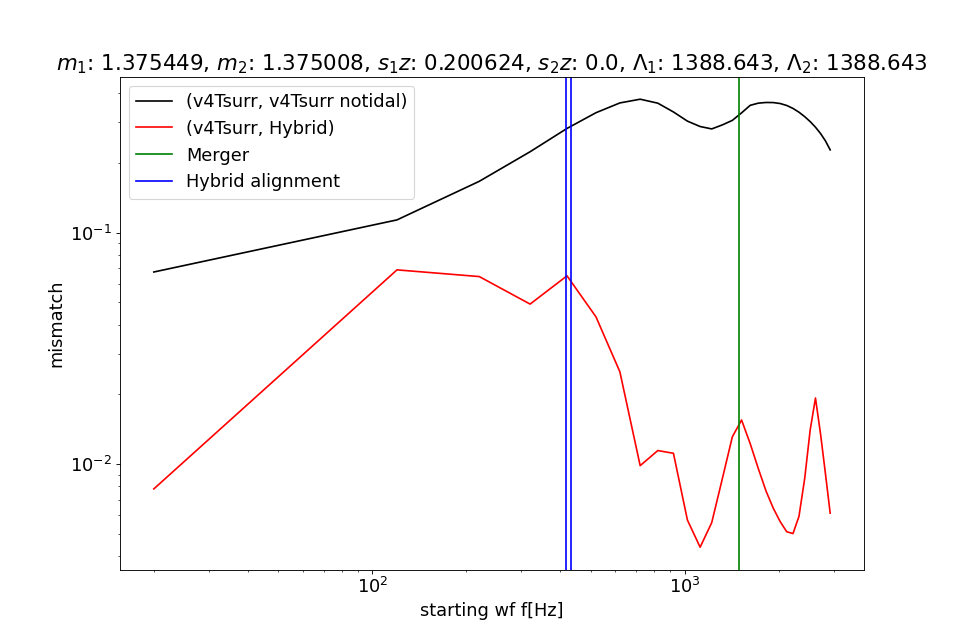 m₁: 1.375449, m₂: 1.375008, s₁z: 0.200624, s₂z: 0.0, Λ₁: 1388.643, Λ₂: 1388.643
(v4Tsurr, v4Tsurr notidal)
(v4Tsurr, Hybrid)
Merger
Hybrid alignment
10⁻¹
10⁻²
mismatch
10²
10³
starting wf f[Hz]